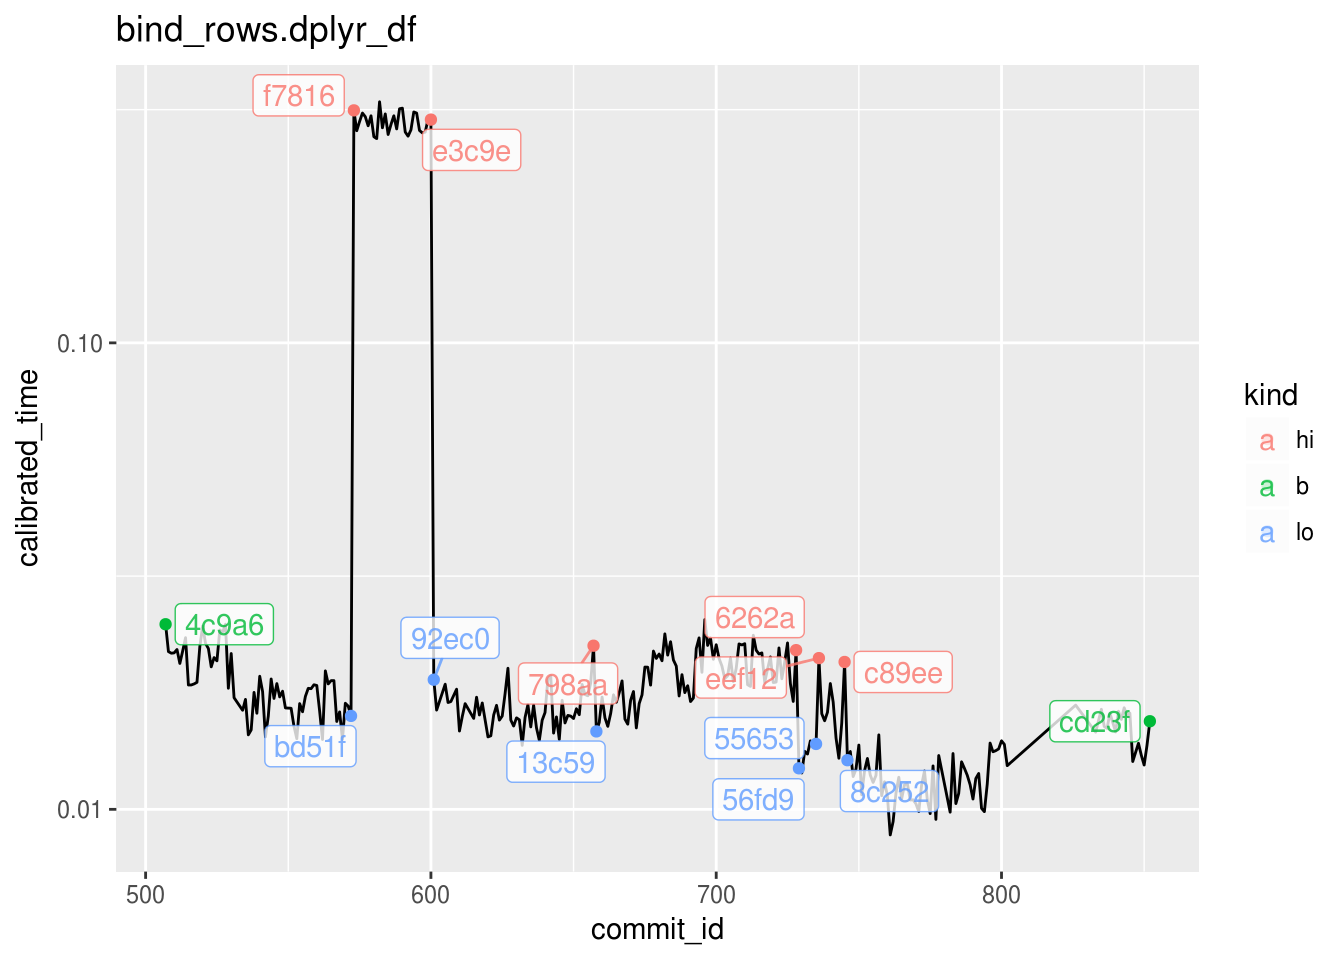 bind_rows.dplyr_df
f7816
e3c9e
0.10
calibrated_time
kind
a hi
a b
a lo
4c9a6
92ec0
6262a
798aa
eef12
c89ee
bd51f
13c59
55653
cd23f
56fd9
8c252
0.01
500 600 700 800
commit_id